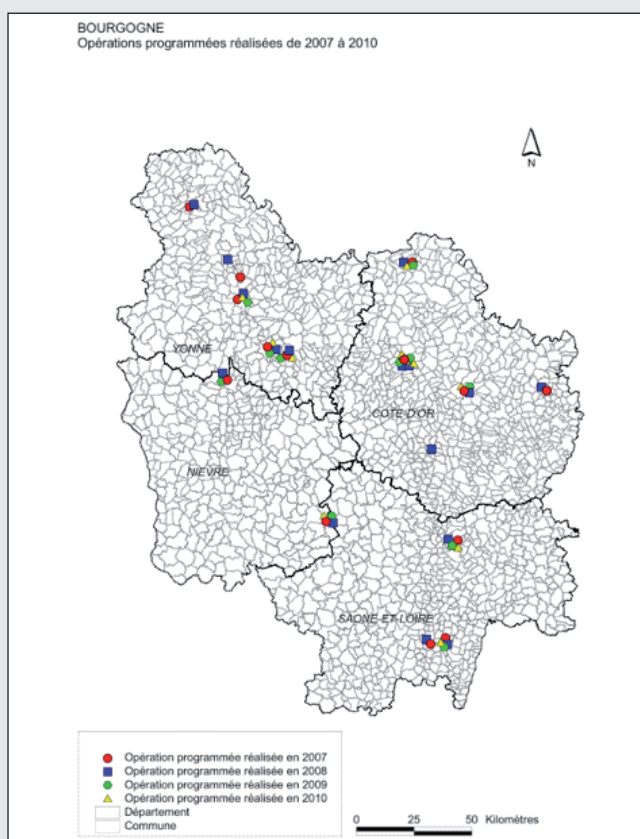 BOURGOGNE
Opérations programmées réalisées de 2007 à 2010
N
YONNE
COTE-D'OR
NIEVRE
SAONE-ET-LOIRE
Opération programmée réalisée en 2007
Opération programmée réalisée en 2008
Opération programmée réalisée en 2009
Opération programmée réalisée en 2010
Département
Commune
0 25 50 Kilomètres